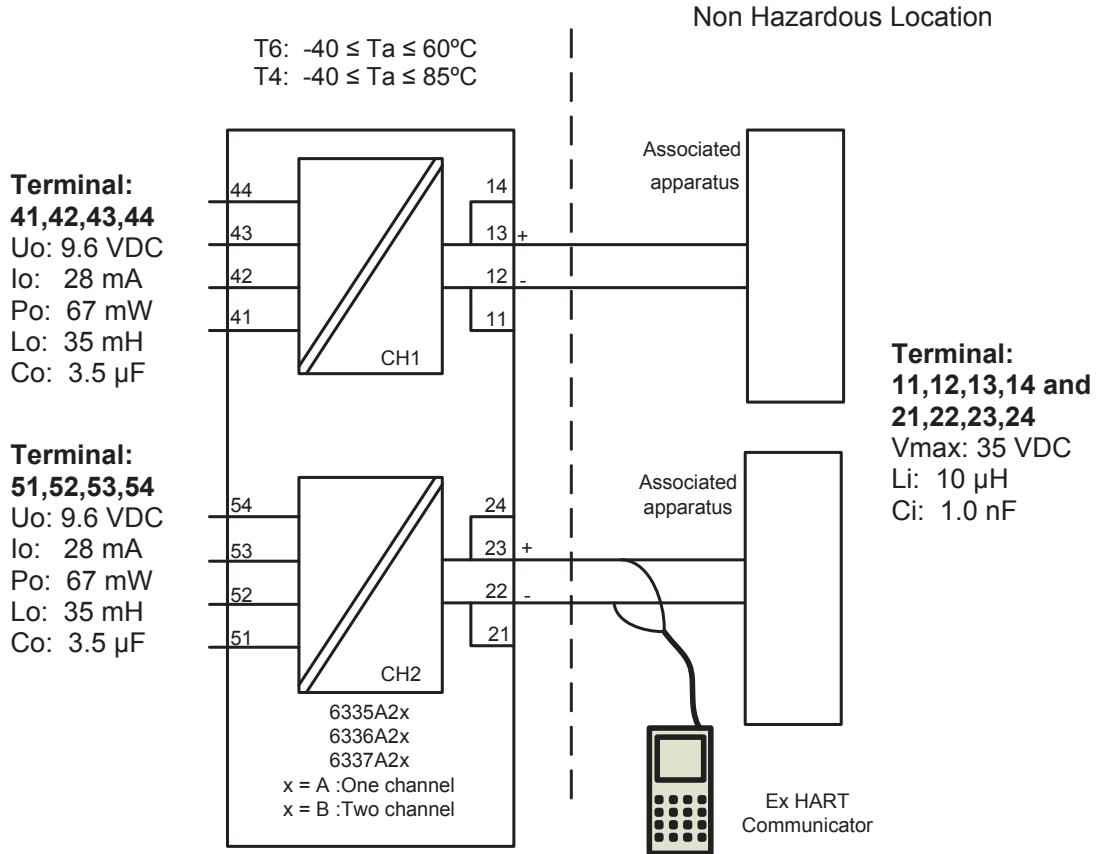 Non Hazardous Location
T6: -40 ≤ Ta ≤ 60ºC
T4: -40 ≤ Ta ≤ 85ºC
Terminal:
41,42,43,44
Uo: 9.6 VDC
Io: 28 mA
Po: 67 mW
Lo: 35 mH
Co: 3.5 µF
44
43
42
41
CH1
14
13 +
12 -
11
Associated
apparatus
Terminal:
11,12,13,14 and
21,22,23,24
Vmax: 35 VDC
Li: 10 µH
Ci: 1.0 nF
Terminal:
51,52,53,54
Uo: 9.6 VDC
Io: 28 mA
Po: 67 mW
Lo: 35 mH
Co: 3.5 µF
54
53
52
51
CH2
24
23 +
22 -
21
Associated
apparatus
6335A2x
6336A2x
6337A2x
x = A :One channel
x = B :Two channel
Ex HART
Communicator